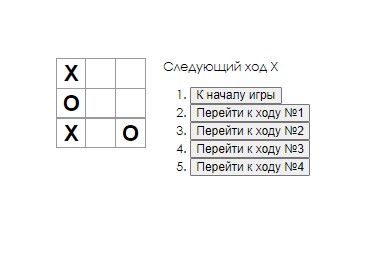 Следующий ход X
X
O
X O
1. К началу игры
2. Перейти к ходу №1
3. Перейти к ходу №2
4. Перейти к ходу №3
5. Перейти к ходу №4